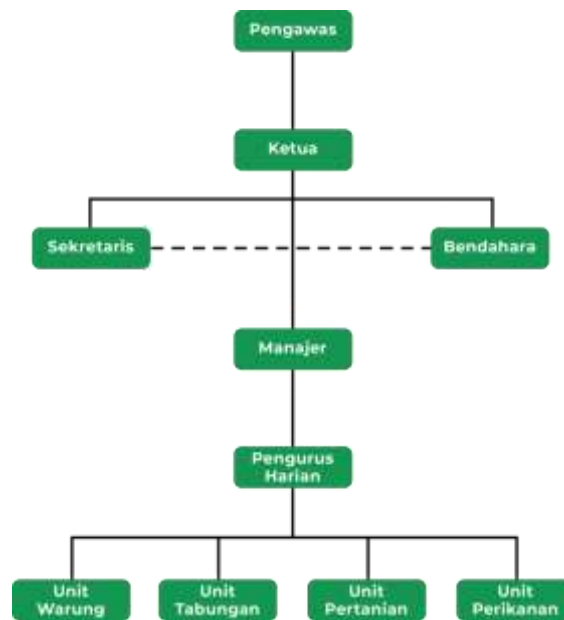 Pengawas
Ketua
Sekretaris
Bendahara
Manajer
Pengurus
Harian
Unit
Warung
Unit
Tabungan
Unit
Pertanian
Unit
Perikanan